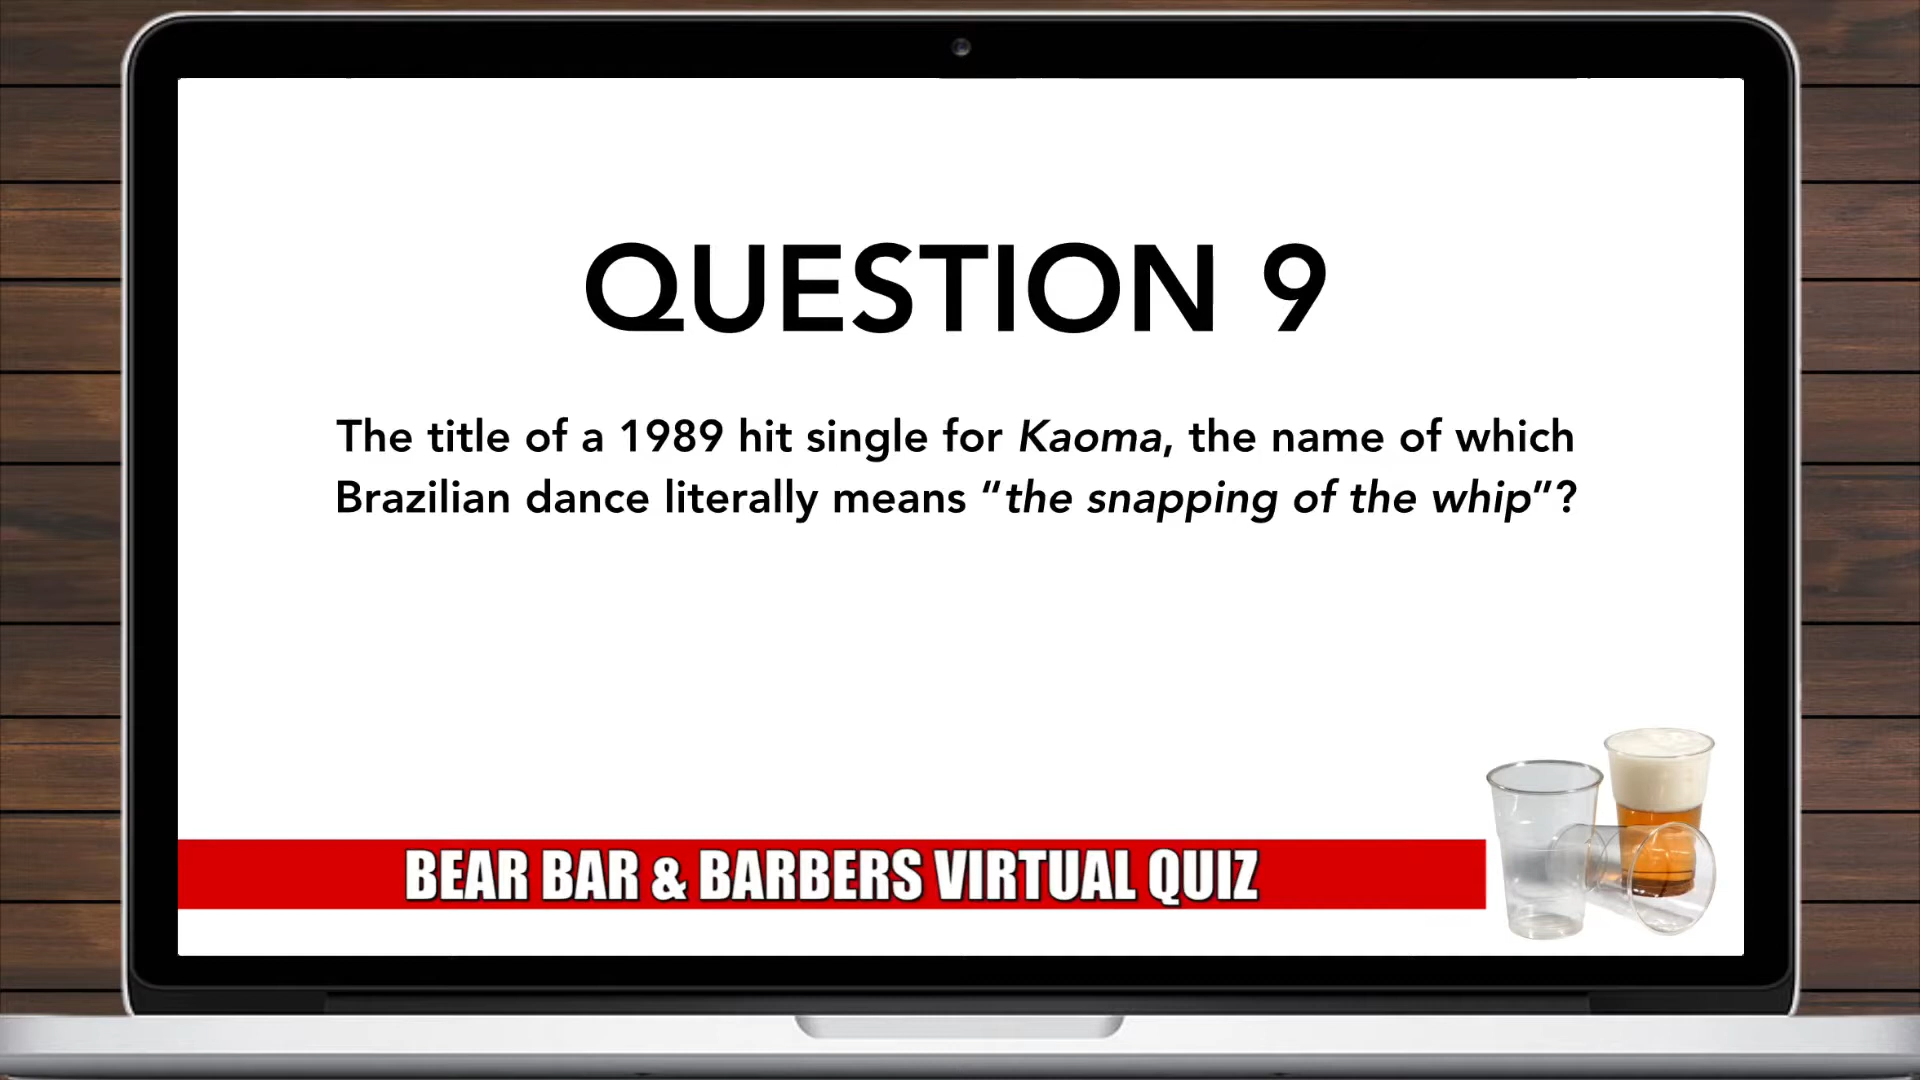 QUESTION 9
The title of a 1989 hit single for Kaoma, the name of which
Brazilian dance literally means “the snapping of the whip”?
BEAR BAR & BARBERS VIRTUAL QUIZ